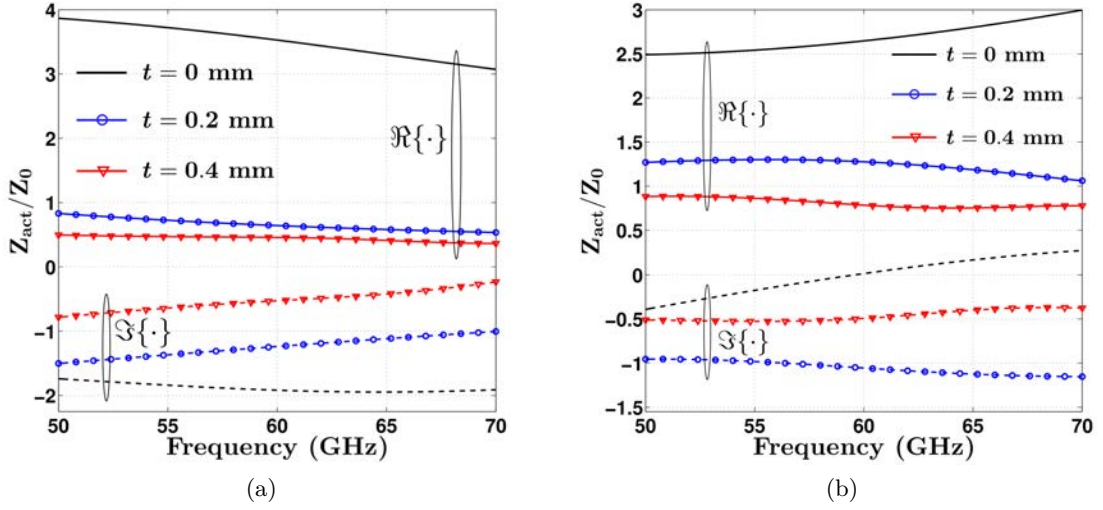 4
3
2
1
0
−1
−2
Z_act/Z_0
t = 0 mm
t = 0.2 mm
t = 0.4 mm
ℜ{·}
ℑ{·}
50 55 60 65 70
Frequency (GHz)
(a)
3
2.5
2
1.5
1
0.5
0
−0.5
−1
−1.5
Z_act/Z_0
t = 0 mm
t = 0.2 mm
t = 0.4 mm
ℜ{·}
ℑ{·}
50 55 60 65 70
Frequency (GHz)
(b)